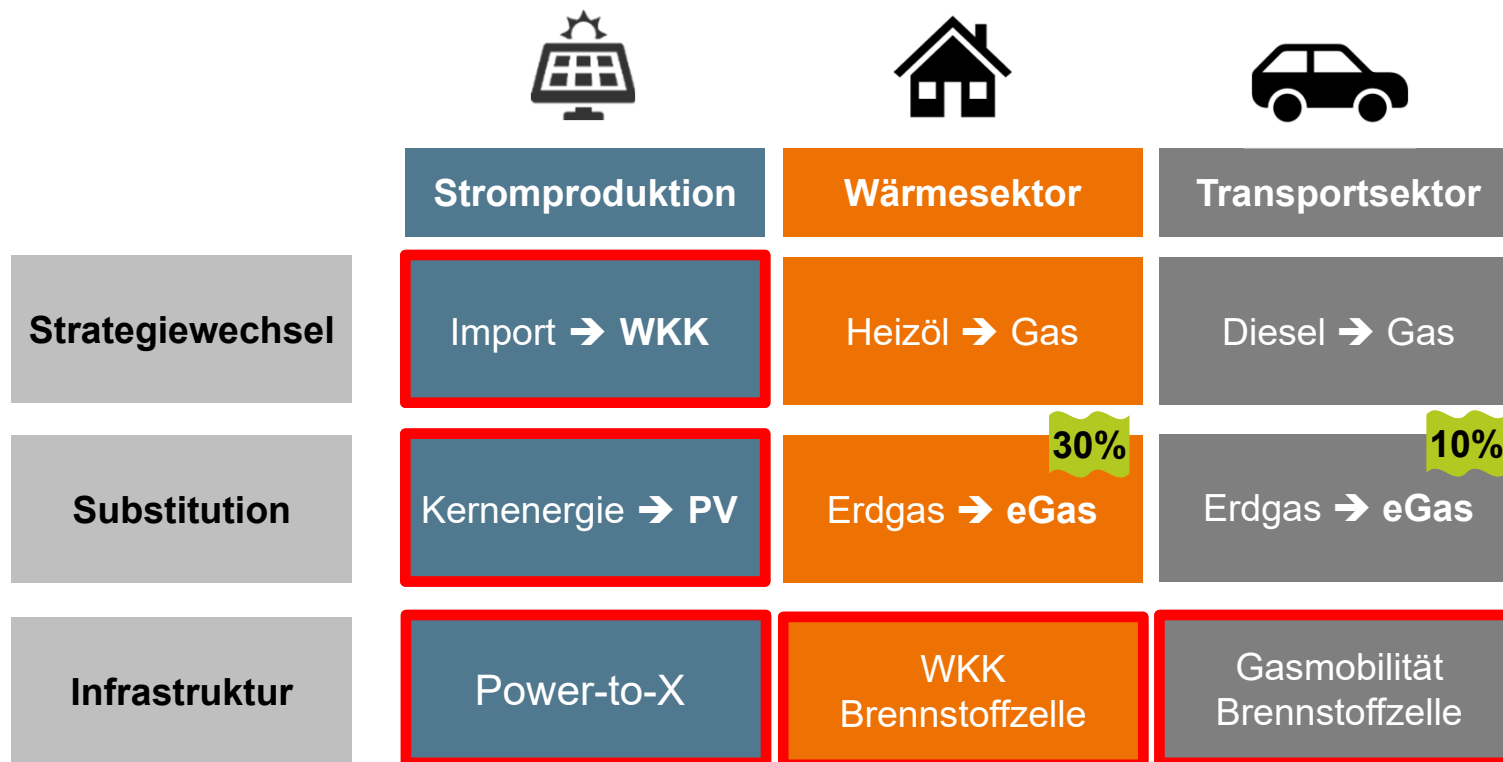 Stromproduktion
Wärmesektor
Transportsektor
Strategiewechsel
Import ➔ WKK
Heizöl ➔ Gas
Diesel ➔ Gas
30%
10%
Substitution
Kernenergie ➔ PV
Erdgas ➔ eGas
Erdgas ➔ eGas
Infrastruktur
Power-to-X
WKK
Brennstoffzelle
Gasmobilität
Brennstoffzelle